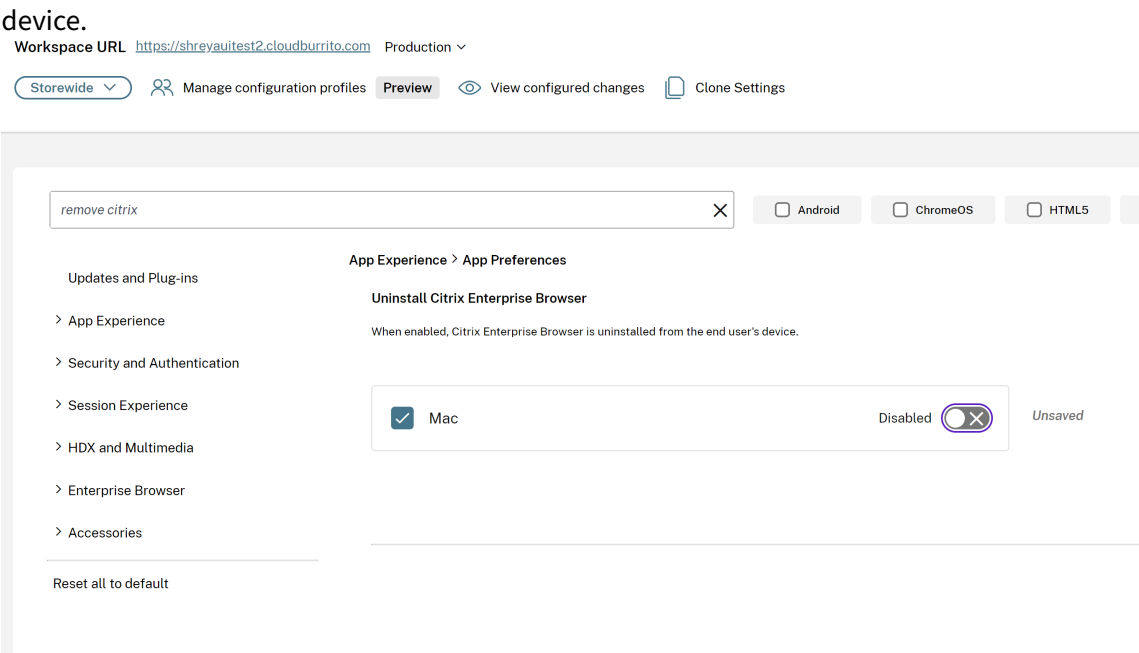 device.
Workspace URL https://shreyauitest2.cloudburrito.com Production
Storewide Manage configuration profiles Preview View configured changes Clone Settings
remove citrix
Android ChromeOS HTML5
App Experience > App Preferences
Updates and Plug-ins
Uninstall Citrix Enterprise Browser
App Experience
When enabled, Citrix Enterprise Browser is uninstalled from the end user's device.
Security and Authentication
Session Experience
Mac Disabled Unsaved
HDX and Multimedia
Enterprise Browser
Accessories
Reset all to default